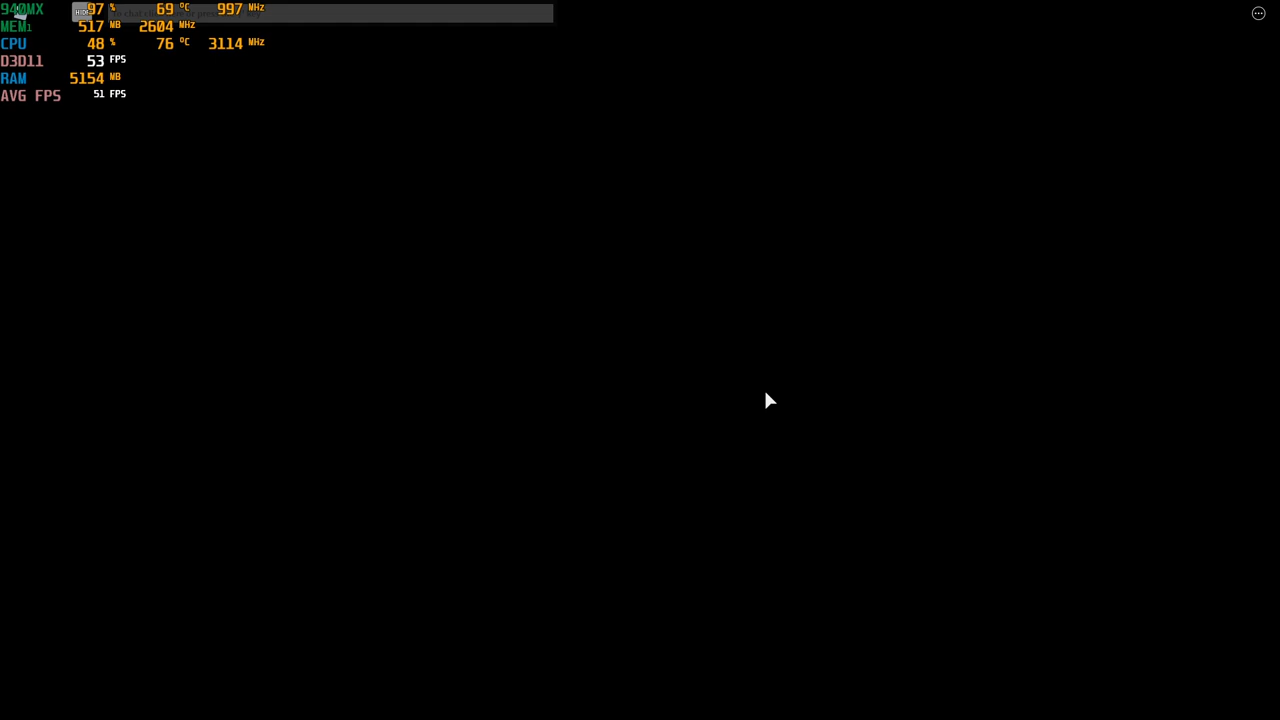 940MX 97 % 69 °C 997 MHz
MEM1 517 MB 2604 MHz
CPU 48 % 76 °C 3114 MHz
D3D11 53 FPS
RAM 5154 MB
AVG FPS 51 FPS